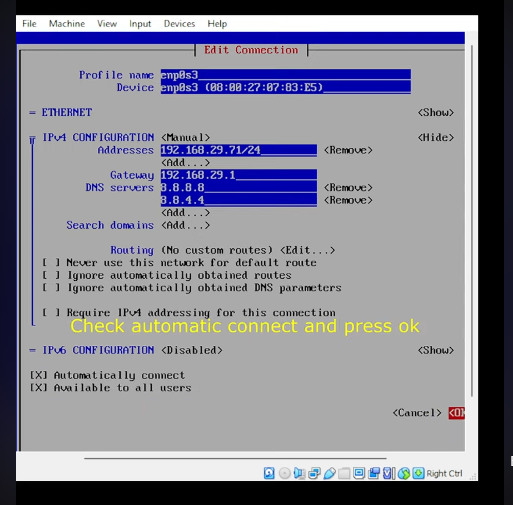 File Machine View Input Devices Help
Edit Connection
Profile name enp0s3
Device enp0s3 (08:00:27:07:83:E5)
= ETHERNET <Show>
= IPv4 CONFIGURATION <Manual> <Hide>
Addresses 192.168.29.71/24 <Remove>
<Add...>
Gateway 192.168.29.1
DNS servers 8.8.8.8 <Remove>
8.8.4.4 <Remove>
<Add...>
Search domains <Add...>
Routing (No custom routes) <Edit...>
[ ] Never use this network for default route
[ ] Ignore automatically obtained routes
[ ] Ignore automatically obtained DNS parameters
[ ] Require IPv4 addressing for this connection
Check automatic connect and press ok
= IPv6 CONFIGURATION <Disabled> <Show>
[X] Automatically connect
[X] Available to all users
<Cancel> <OK
Right Ctrl